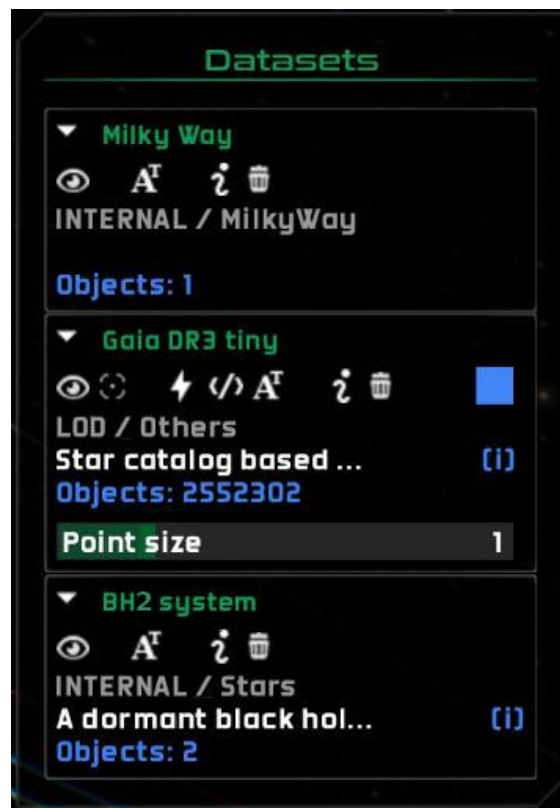 Datasets
Milky Way
INTERNAL / MilkyWay
Objects: 1
Gaia DR3 tiny
LOD / Others
Star catalog based ... (i)
Objects: 2552302
Point size 1
BH2 system
INTERNAL / Stars
A dormant black hol... (i)
Objects: 2